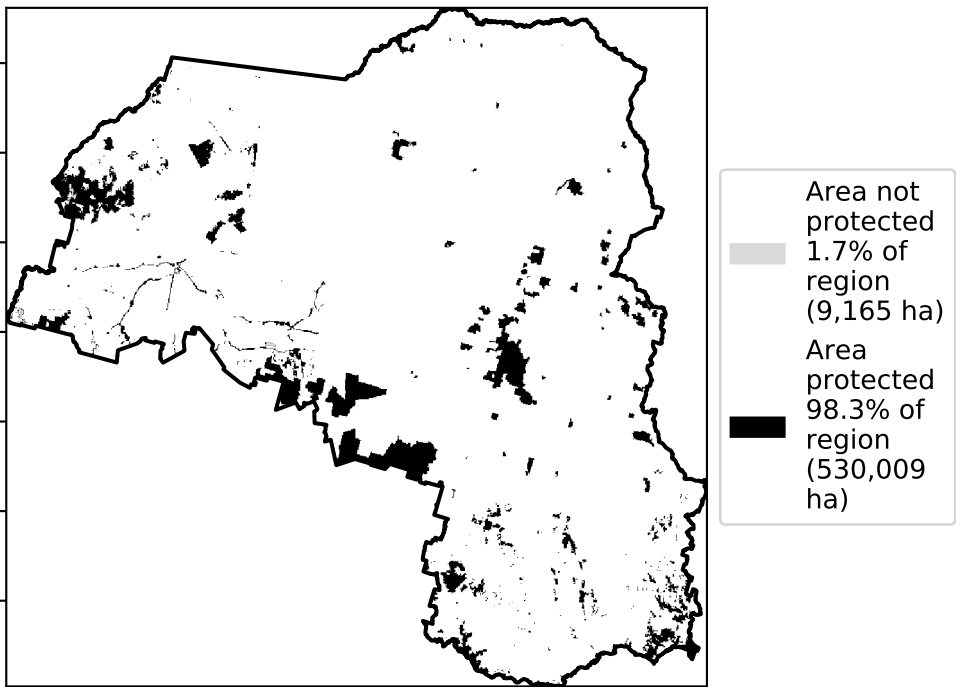 Area not
protected
1.7% of
region
(9,165 ha)
Area
protected
98.3% of
region
(530,009
ha)